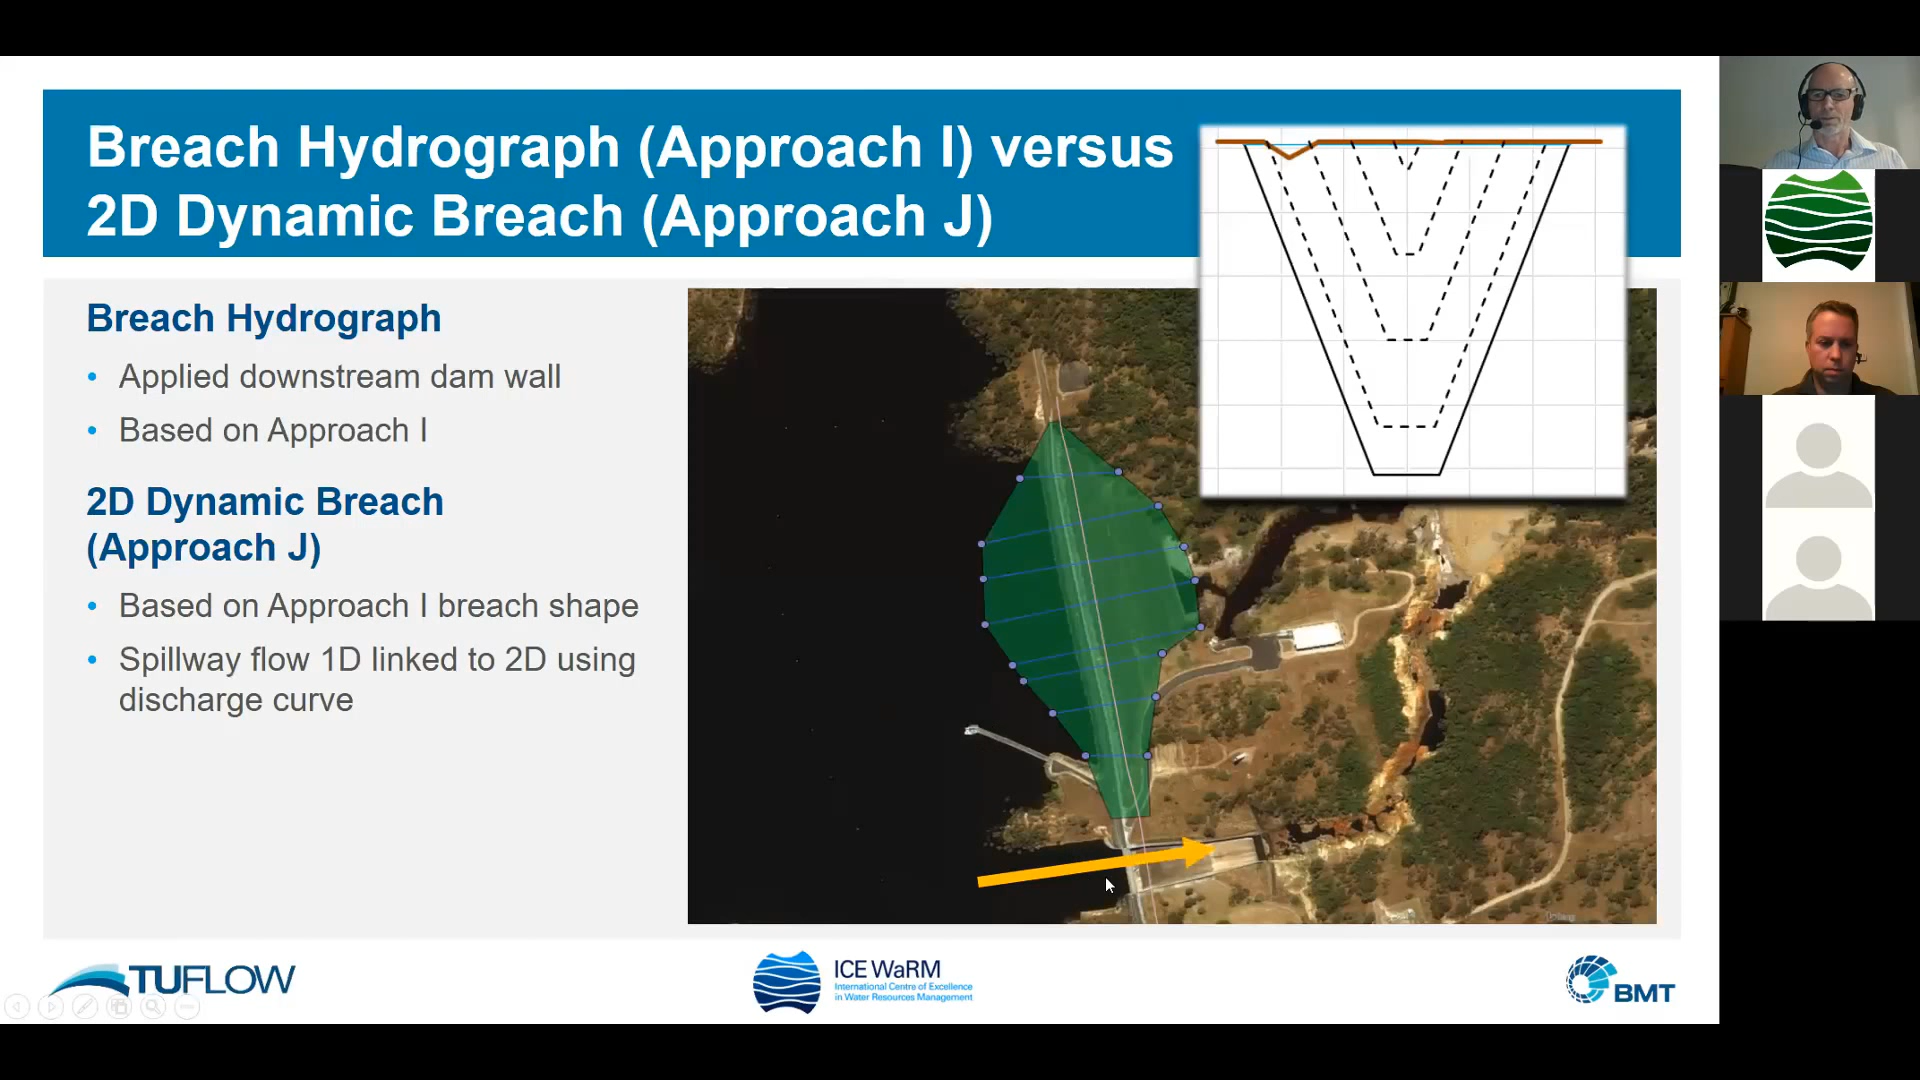 Breach Hydrograph (Approach I) versus
2D Dynamic Breach (Approach J)
Breach Hydrograph
• Applied downstream dam wall
• Based on Approach I
2D Dynamic Breach
(Approach J)
• Based on Approach I breach shape
• Spillway flow 1D linked to 2D using
discharge curve
TUFLOW
ICE WaRM
International Centre of Excellence
in Water Resources Management
BMT